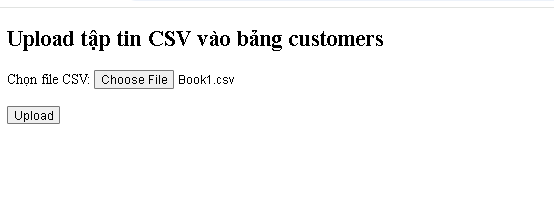 Upload tập tin CSV vào bảng customers
Chọn file CSV: Choose File Book1.csv
Upload